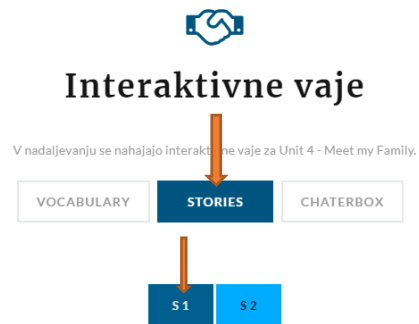 Interaktivne vaje
V nadaljevanju se nahajajo interaktivne vaje za Unit 4 - Meet my Family.
VOCABULARY STORIES CHATERBOX
S 1 S 2